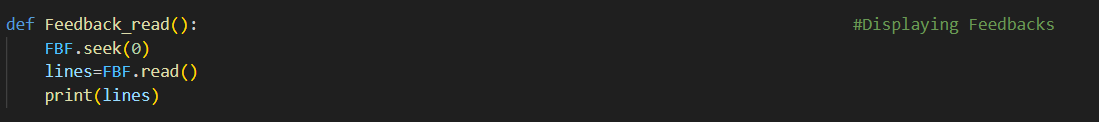 def Feedback_read(): #Displaying Feedbacks
FBF.seek(0)
lines=FBF.read()
print(lines)